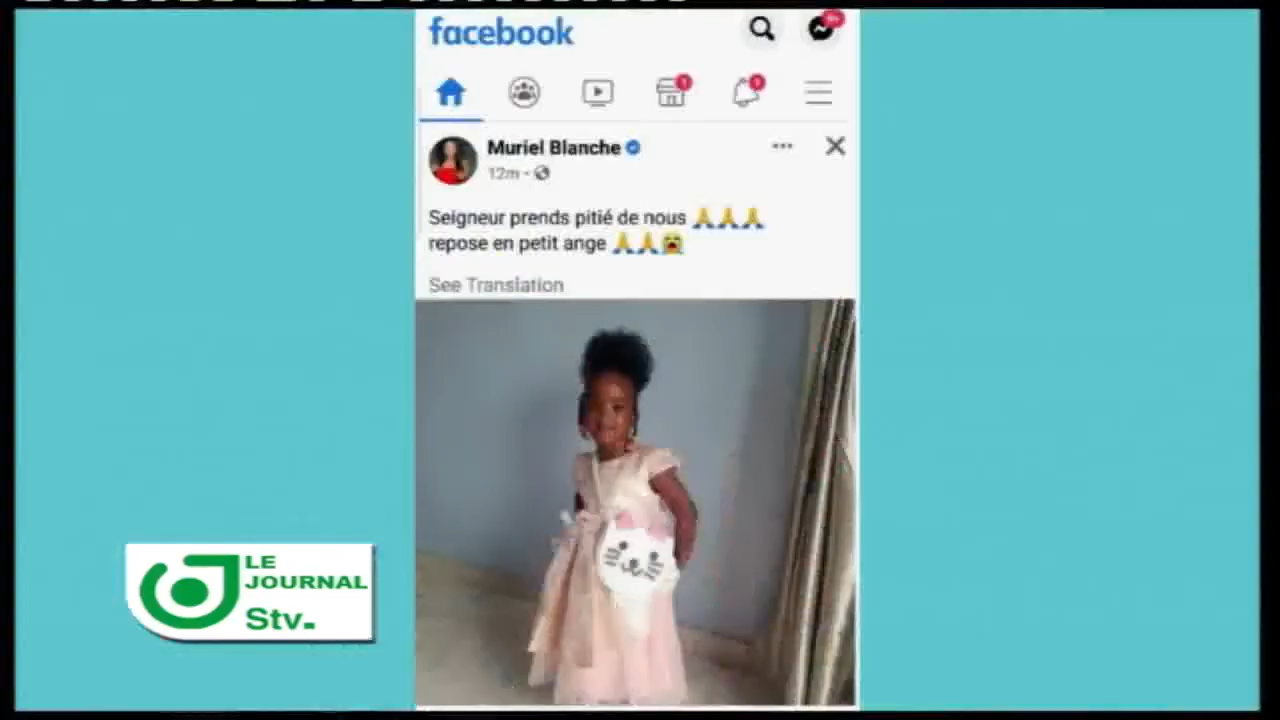 facebook
Muriel Blanche
12m
Seigneur prends pitié de nous 🙏🙏🙏
repose en petit ange 🙏🙏😭
See Translation
LE
JOURNAL
Stv.